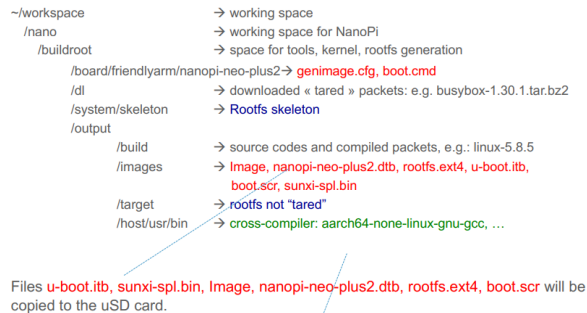 ~/workspace → working space
/nano → working space for NanoPi
/buildroot → space for tools, kernel, rootfs generation
/board/friendlyarm/nanopi-neo-plus2→ genimage.cfg, boot.cmd
/dl → downloaded « tared » packets: e.g. busybox-1.30.1.tar.bz2
/system/skeleton → Rootfs skeleton
/output
/build → source codes and compiled packets, e.g.: linux-5.8.5
/images → Image, nanopi-neo-plus2.dtb, rootfs.ext4, u-boot.itb,
boot.scr, sunxi-spl.bin
/target → rootfs not “tared”
/host/usr/bin → cross-compiler: aarch64-none-linux-gnu-gcc, …
Files u-boot.itb, sunxi-spl.bin, Image, nanopi-neo-plus2.dtb, rootfs.ext4, boot.scr will be
copied to the uSD card.